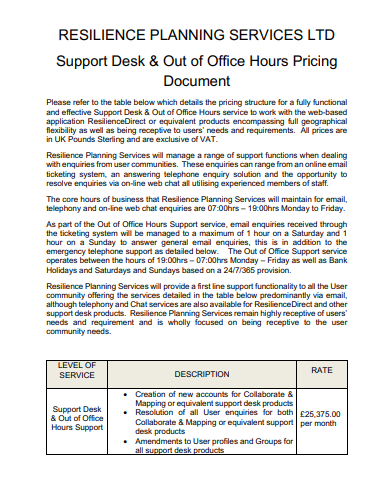 RESILIENCE PLANNING SERVICES LTD
Support Desk & Out of Office Hours Pricing
Document
Please refer to the table below which details the pricing structure for a fully functional
and effective Support Desk & Out of Office Hours service to work with the web-based
application ResilienceDirect or equivalent products encompassing full geographical
flexibility as well as being receptive to users' needs and requirements. All prices are
in UK Pounds Sterling and are exclusive of VAT.
Resilience Planning Services will manage a range of support functions when dealing
with enquiries from user communities. These enquiries can range from an online email
ticketing system, an answering telephone enquiry solution and the opportunity to
resolve enquiries via on-line web chat all utilising experienced members of staff.
The core hours of business that Resilience Planning Services will maintain for email,
telephony and on-line web chat enquiries are 07:00hrs – 19:00hrs Monday to Friday.
As part of the Out of Office Hours Support service, email enquiries received through
the ticketing system will be managed to a maximum of 1 hour on a Saturday and 1
hour on a Sunday to answer general email enquiries, this is in addition to the
emergency telephone support as detailed below. The Out of Office Support service
operates between the hours of 19:00hrs – 07:00hrs Monday – Friday as well as Bank
Holidays and Saturdays and Sundays based on a 24/7/365 provision.
Resilience Planning Services will provide a first line support functionality to all the User
community offering the services detailed in the table below predominantly via email,
although telephony and Chat services are also available for ResilienceDirect and other
support desk products. Resilience Planning Services remain highly receptive of users'
needs and requirement and is wholly focused on being receptive to the user
community needs.
LEVEL OF
SERVICE
DESCRIPTION
RATE
Support Desk
& Out of Office
Hours Support
• Creation of new accounts for Collaborate &
Mapping or equivalent support desk products
• Resolution of all User enquiries for both
Collaborate & Mapping or equivalent support
desk products
• Amendments to User profiles and Groups for
all support desk products
£25,375.00
per month